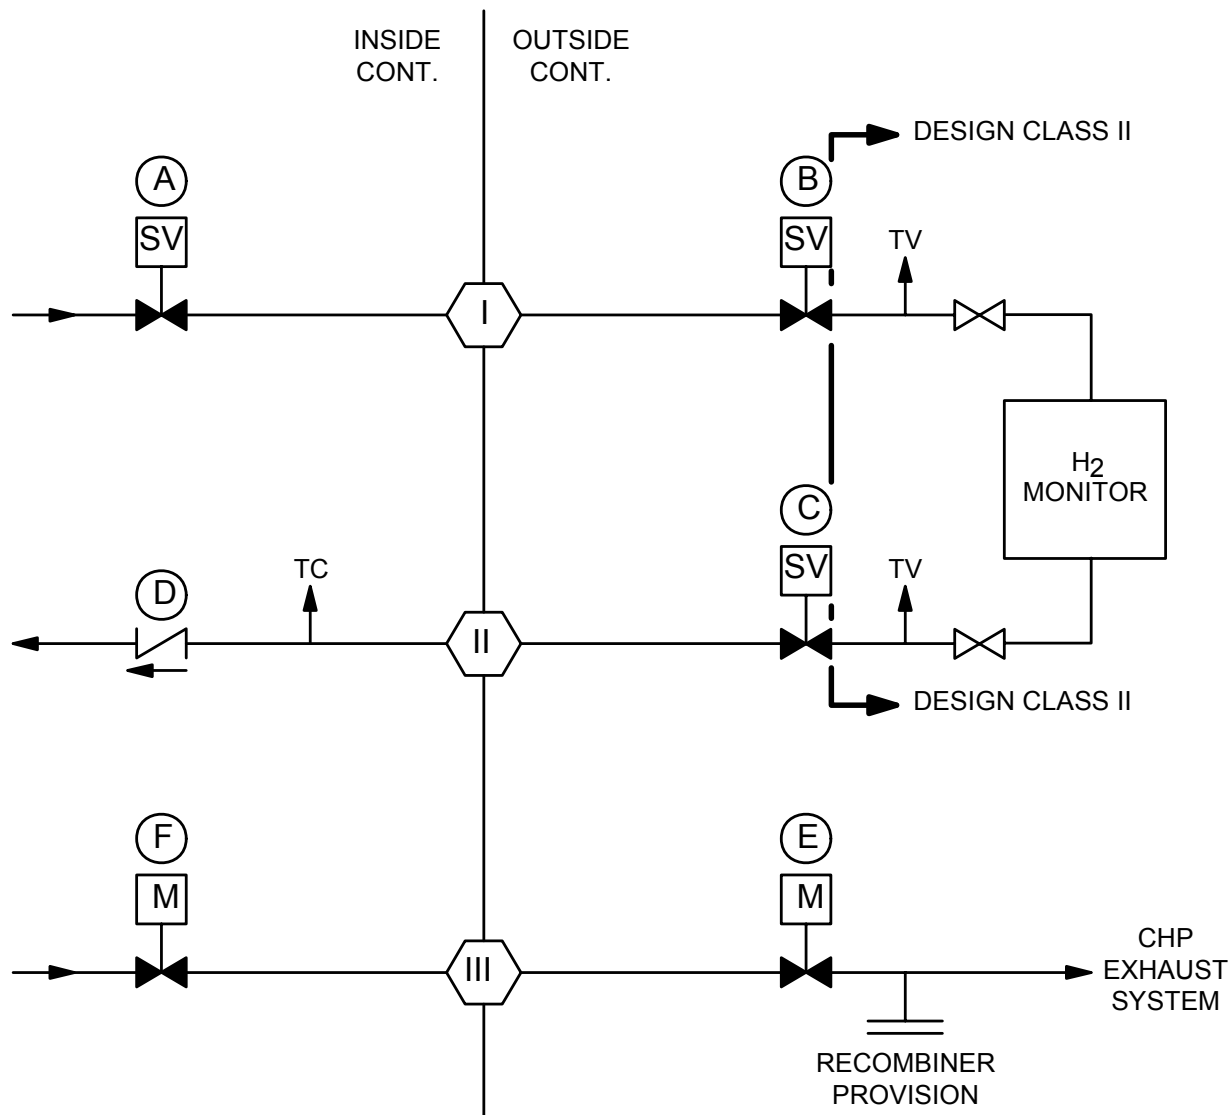 INSIDE
CONT.
OUTSIDE
CONT.
DESIGN CLASS II
A
SV
B
SV
TV
I
H2
MONITOR
C
SV
TV
D
TC
II
DESIGN CLASS II
F
M
E
M
III
CHP
EXHAUST
SYSTEM
RECOMBINER
PROVISION